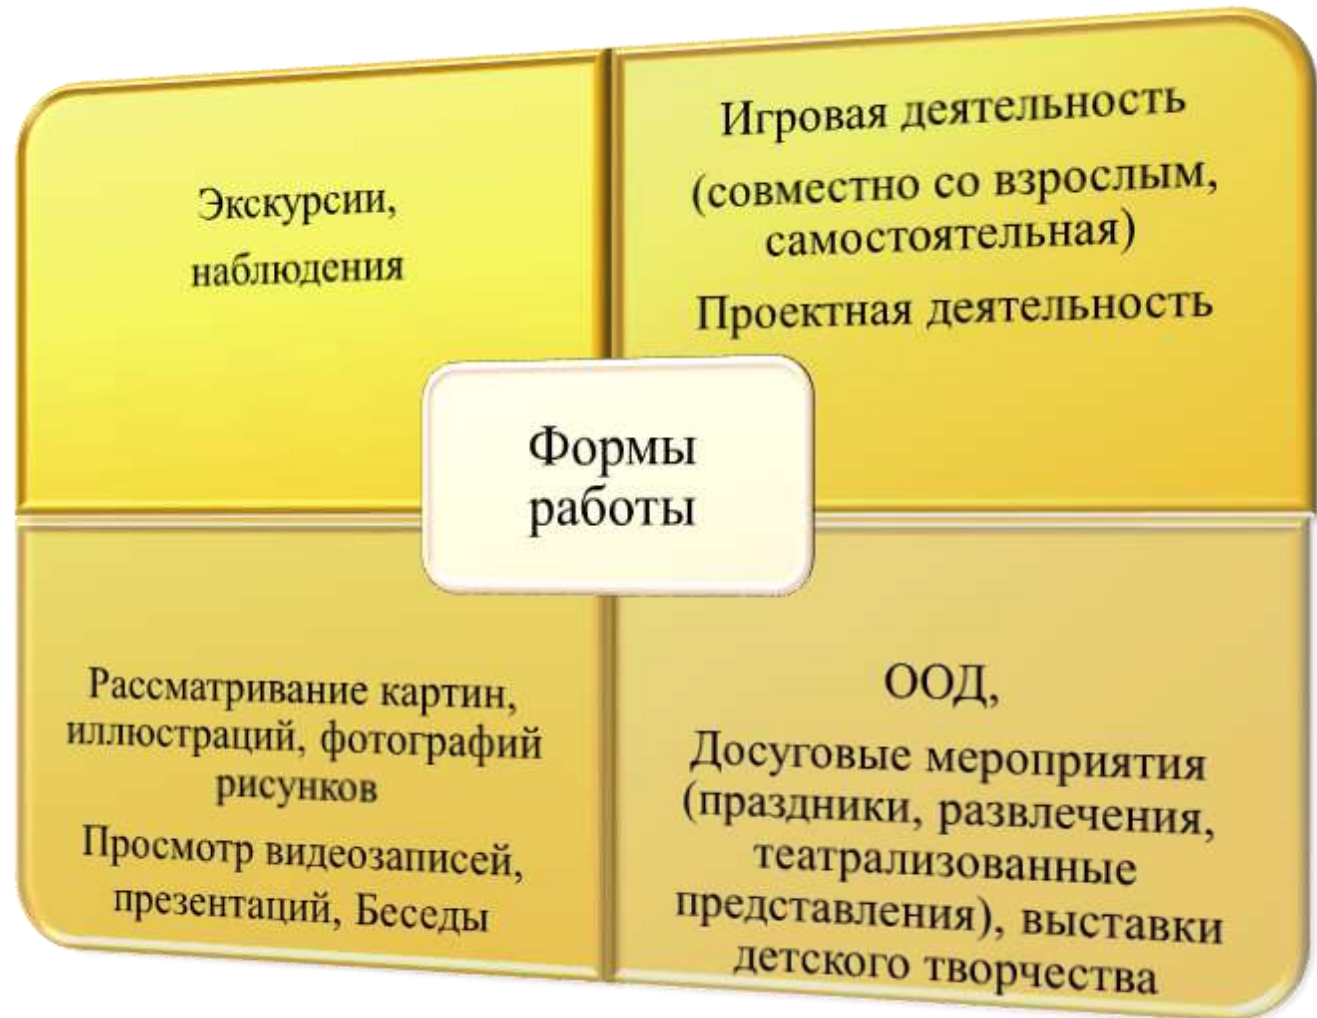 Экскурсии,
наблюдения
Игровая деятельность
(совместно со взрослым,
самостоятельная)
Проектная деятельность
Формы
работы
Рассматривание картин,
иллюстраций, фотографий
рисунков
Просмотр видеозаписей,
презентаций, Беседы
ООД,
Досуговые мероприятия
(праздники, развлечения,
театрализованные
представления), выставки
детского творчества